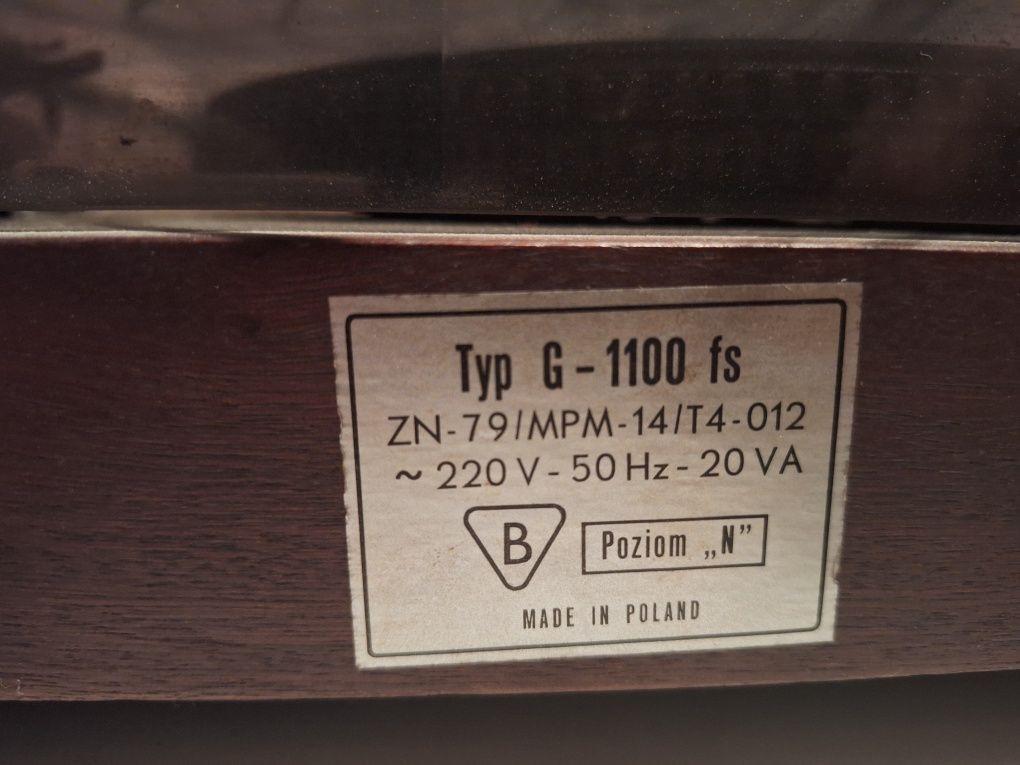 Typ G-1100 fs
ZN-79/MPM-14/T4-012
~ 220 V - 50 Hz - 20 VA
B
Poziom „N”
MADE IN POLAND